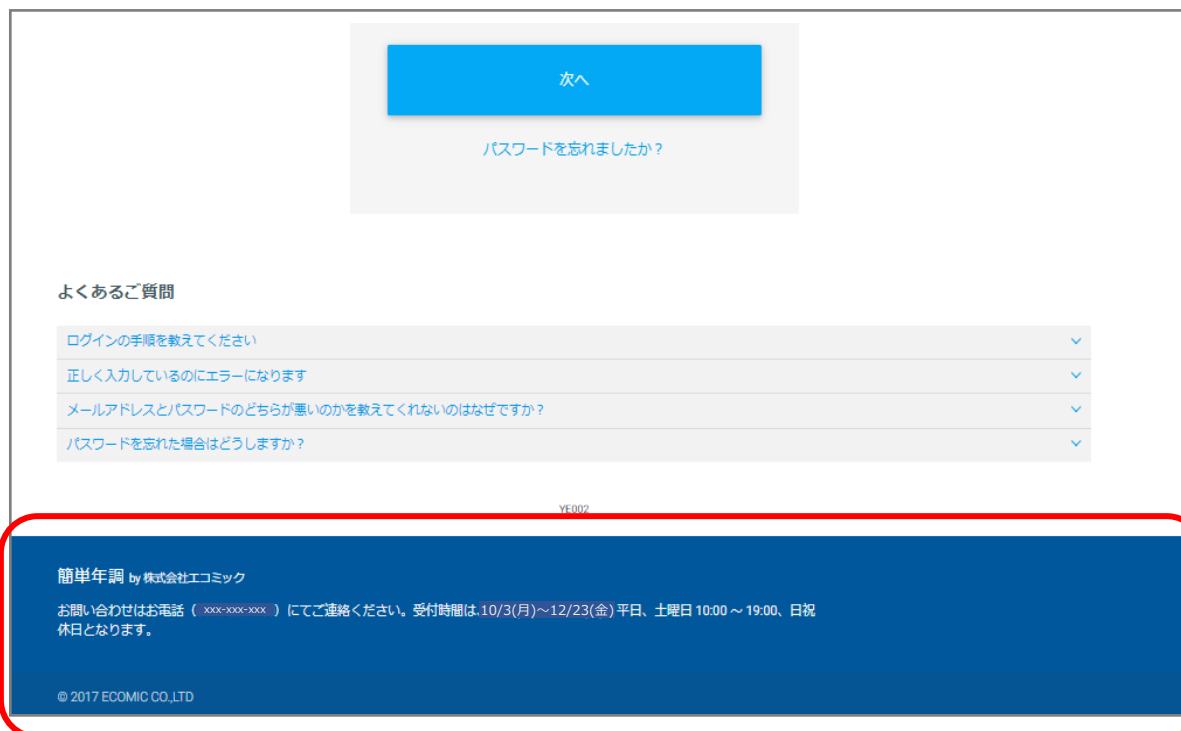 次へ
パスワードを忘れましたか？
よくあるご質問
ログインの手順を教えてください
正しく入力しているのにエラーになります
メールアドレスとパスワードのどちらが悪いのかを教えてくれないのはなぜですか？
パスワードを忘れた場合はどうしますか？
YE002
簡単年調 by 株式会社エコミック
お問い合わせはお電話（ xxx-xxx-xxx ）にてご連絡ください。受付時間は、10/3(月)～12/23(金) 平日、土曜日 10:00 ～ 19:00、日祝
休日となります。
© 2017 ECOMIC CO.,LTD